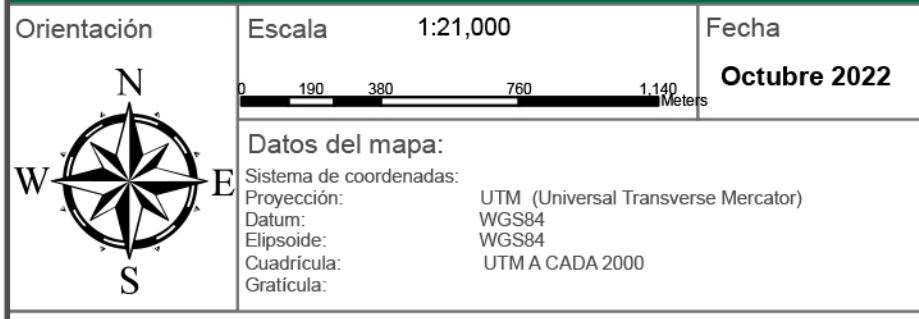 Orientación
N
W
E
S
Escala 1:21,000
0 190 380 760 1,140
Meters
Fecha
Octubre 2022
Datos del mapa:
Sistema de coordenadas:
Proyección: UTM (Universal Transverse Mercator)
Datum: WGS84
Elipsoide: WGS84
Cuadrícula: UTM A CADA 2000
Gratícula: